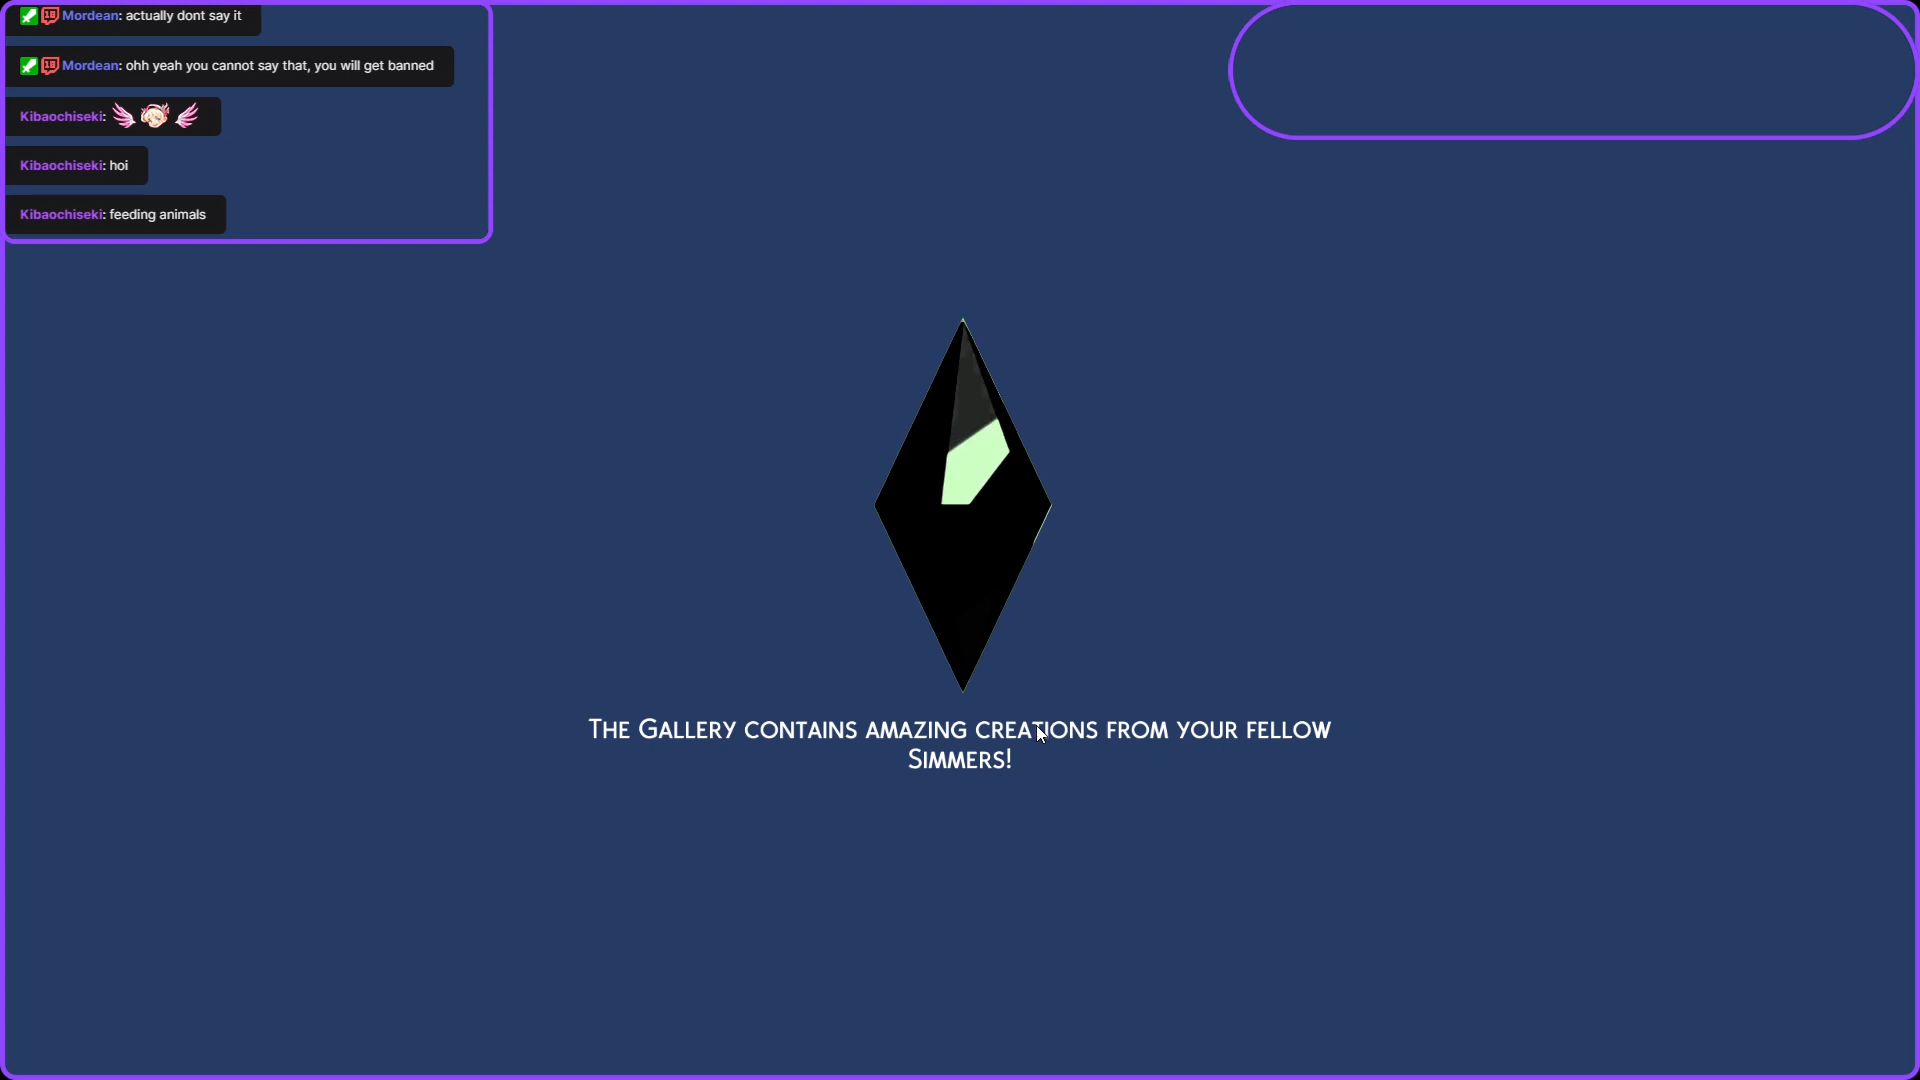 Mordean: actually dont say it
Mordean: ohh yeah you cannot say that, you will get banned
Kibaochiseki:
Kibaochiseki: hoi
Kibaochiseki: feeding animals
The Gallery contains amazing creations from your fellow
Simmers!